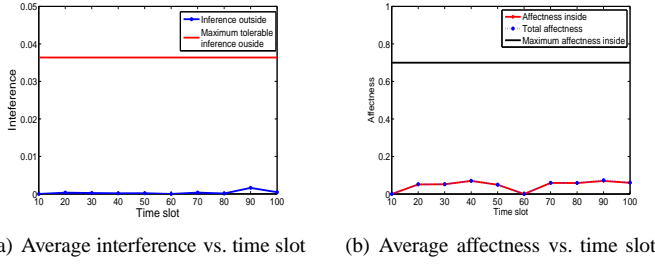 0.05
0.04
0.03
0.02
0.01
0
Inteference
10 20 30 40 50 60 70 80 90 100
Time slot
Inference outside
Maximum tolerable
inference ouside
1
0.8
0.6
0.4
0.2
0
Affectness
10 20 30 40 50 60 70 80 90 100
Time slot
Affectness inside
Total affectness
Maximum affectness inside
a) Average interference vs. time slot
(b) Average affectness vs. time slot